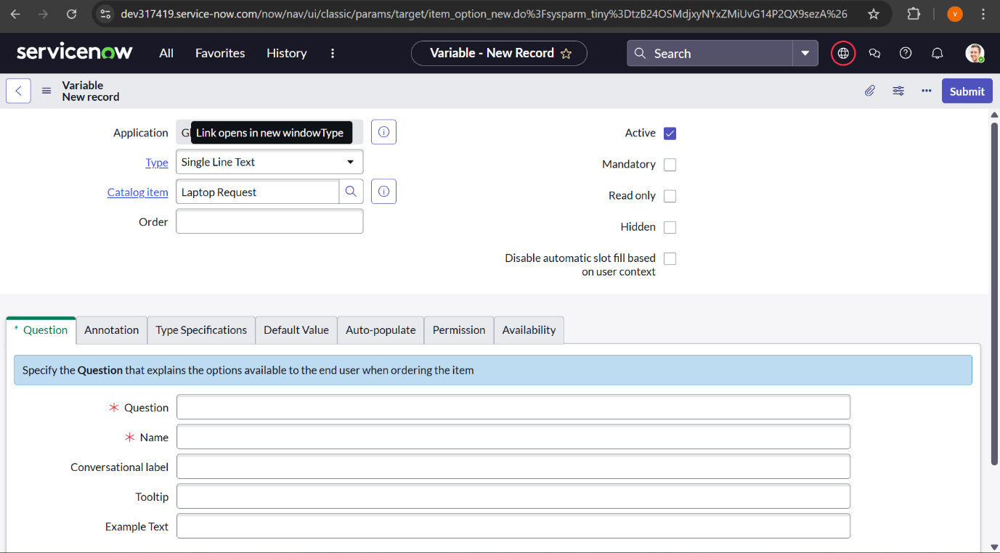 dev317419.service-now.com/now/nav/ui/classic/params/target/item_option_new.do%3Fsysparm_tiny%3DtzB24OSMdjxyNYxZMiUvG14P2QX9sezA%26
V
servicenow
All
Favorites
History
Variable - New Record
Search
Variable
New record
Submit
Application
Link opens in new windowType
Type
Single Line Text
Catalog item
Laptop Request
Order
Active
Mandatory
Read only
Hidden
Disable automatic slot fill based
on user context
* Question
Annotation
Type Specifications
Default Value
Auto-populate
Permission
Availability
Specify the Question that explains the options available to the end user when ordering the item
* Question
* Name
Conversational label
Tooltip
Example Text